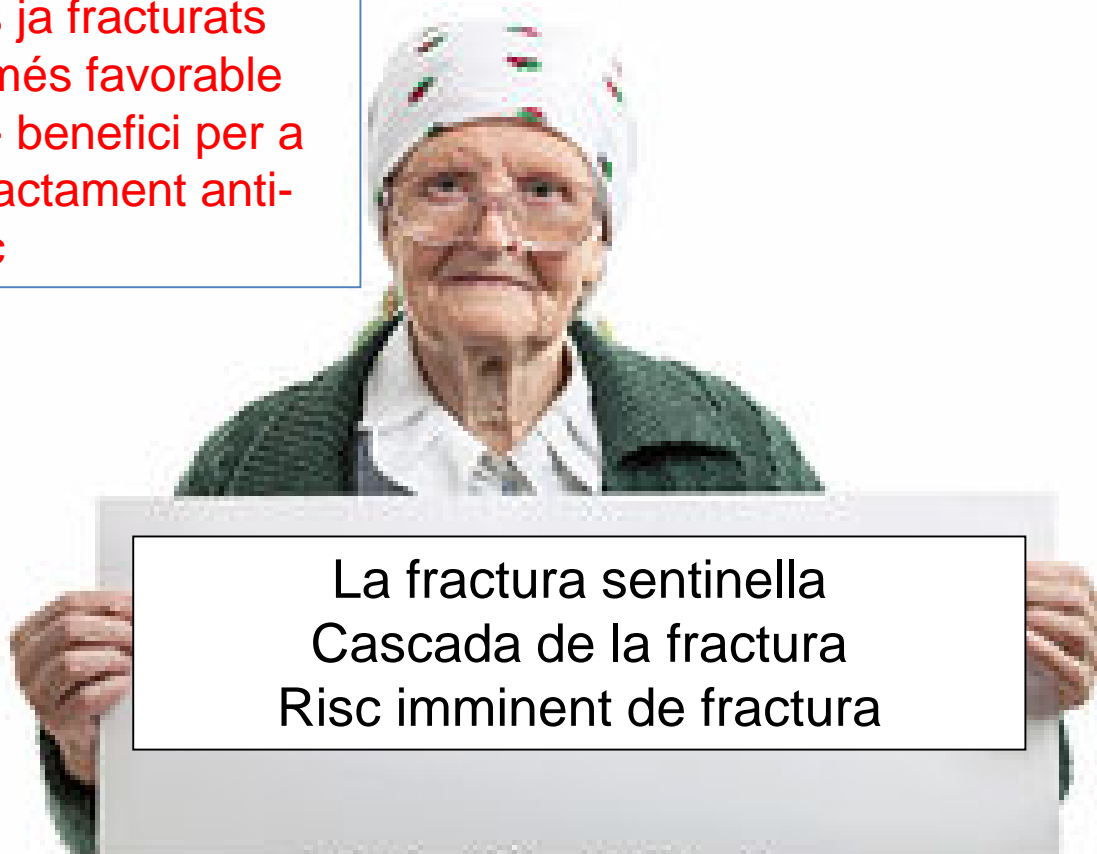 ja fracturats
més favorable
benefici per a
actament anti-
La fractura sentinella
Cascada de la fractura
Risc imminent de fractura